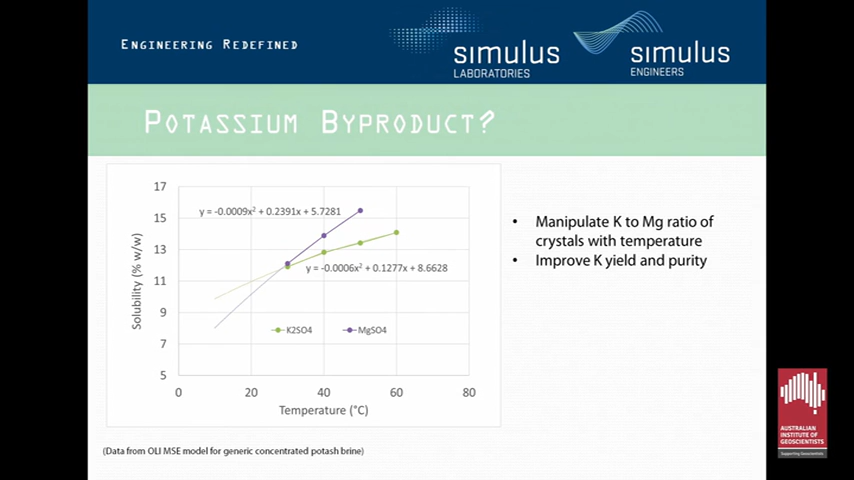 ENGINEERING REDEFINED
simulus
LABORATORIES
simulus
ENGINEERS
POTASSIUM BYPRODUCT?
17
15
13
11
9
7
5
Solubility (% w/w)
y = -0.0009x² + 0.2391x + 5.7281
y = -0.0006x² + 0.1277x + 8.6628
K2SO4
MgSO4
0
20
40
60
80
Temperature (°C)
• Manipulate K to Mg ratio of
crystals with temperature
• Improve K yield and purity
(Data from OLI MSE model for generic concentrated potash brine)
AUSTRALIAN
INSTITUTE OF
GEOSCIENTISTS
Supporting Geoscientists